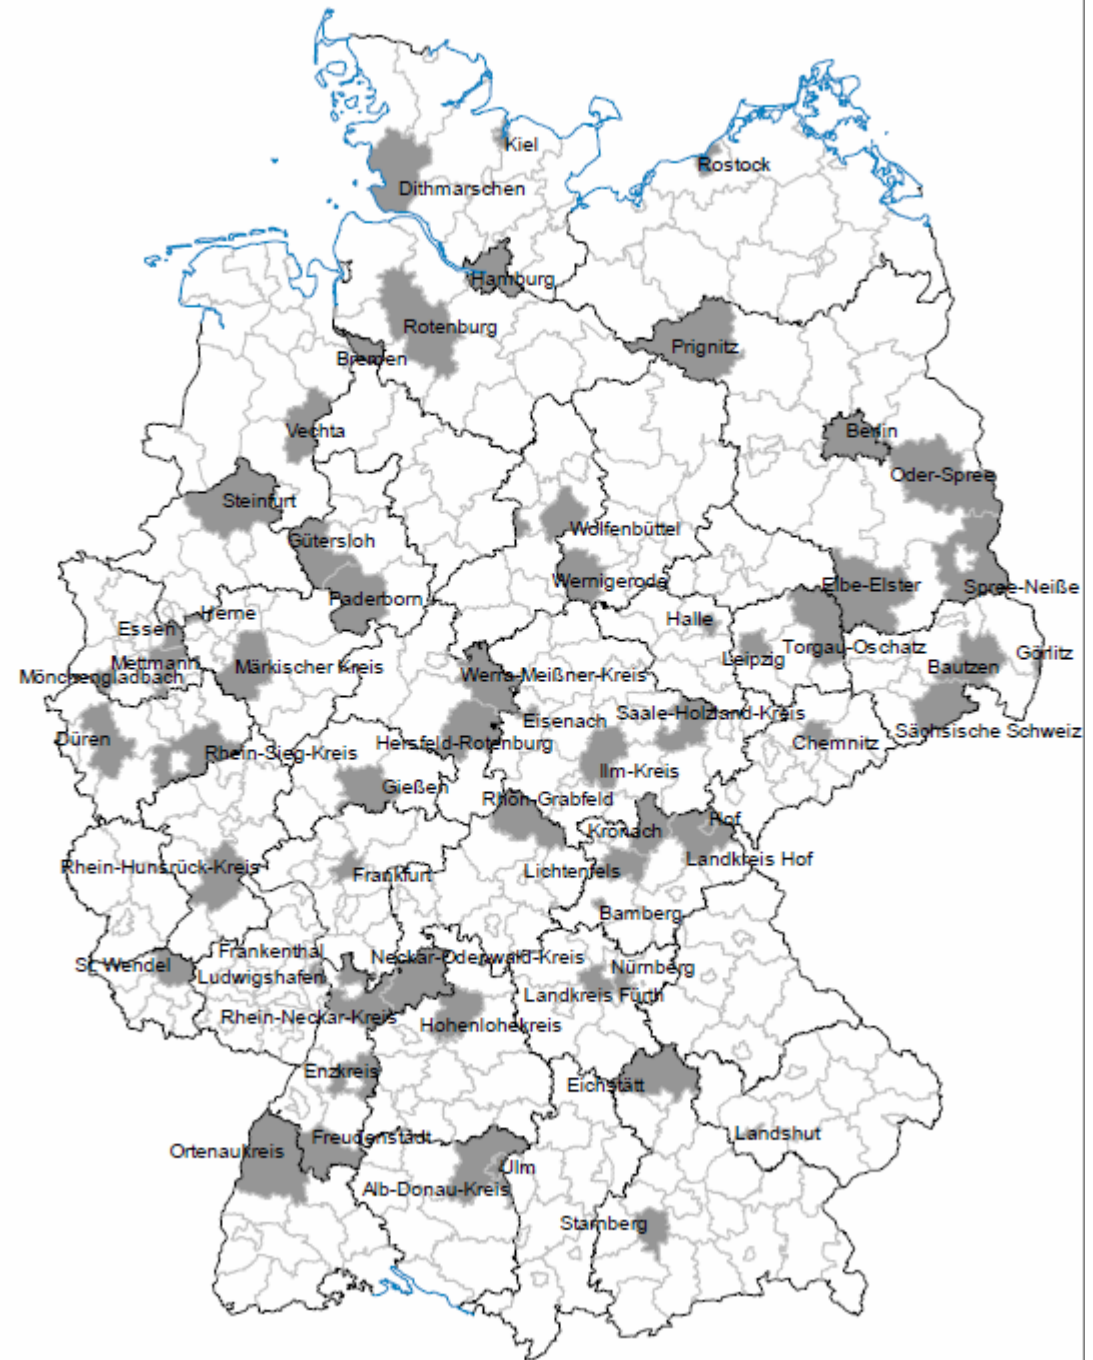 Kiel
Rostock
Dithmarschen
Hamburg
Rotenburg
Prignitz
Bremen
Vechta
Berlin
Oder-Spree
Steinfurt
Wolfenbüttel
Gütersloh
Wernigerode
Elbe-Elster
Spree-Neiße
Paderborn
Herne
Halle
Essen
Torgau-Oschatz
Görlitz
Leipzig
Mettmann
Märkischer Kreis
Bautzen
Mönchengladbach
Werra-Meißner-Kreis
Saale-Holzland-Kreis
Eisenach
Sächsische Schweiz
Düren
Hersfeld-Rotenburg
Chemnitz
Rhein-Sieg-Kreis
Ilm-Kreis
Gießen
Rhön-Grabfeld
Hof
Kronach
Landkreis Hof
Rhein-Hunsrück-Kreis
Lichtenfels
Frankfurt
Bamberg
Frankenthal
Neckar-Odenwald-Kreis
St.Wendel
Nürnberg
Ludwigshafen
Landkreis Fürth
Rhein-Neckar-Kreis
Hohenlohekreis
Enzkreis
Eichstätt
Landshut
Freudenstadt
Ortenaukreis
Ulm
Alb-Donau-Kreis
Starnberg